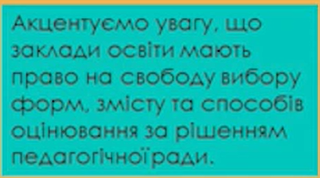 Акцентуємо увагу, що
заклади освіти мають
право на свободу вибору
форм, змісту та способів
оцінювання за рішенням
педагогічної ради.